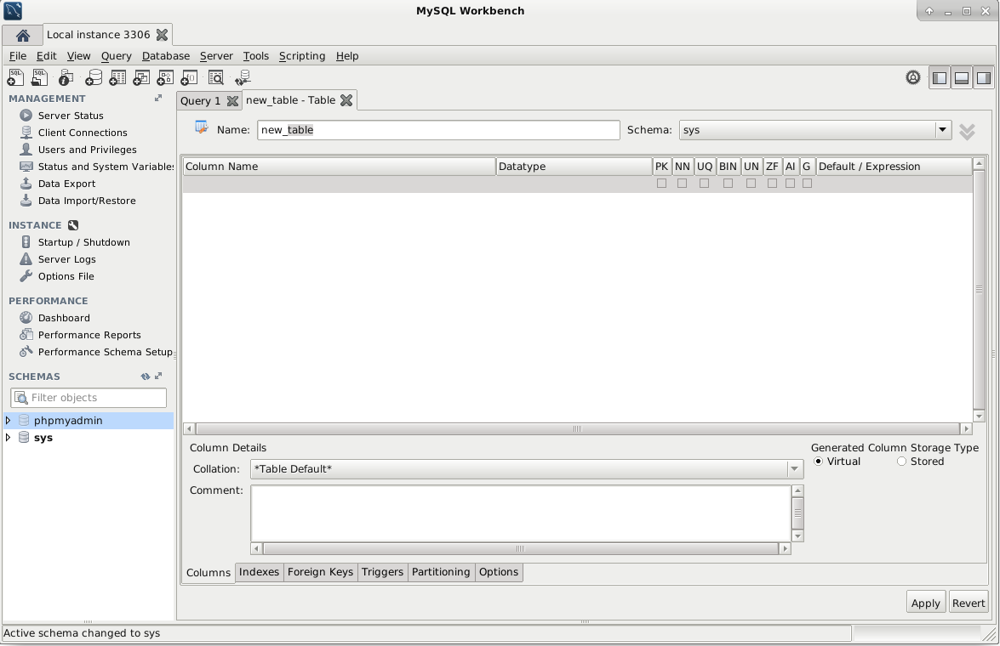 MySQL Workbench
Local instance 3306
File Edit View Query Database Server Tools Scripting Help
MANAGEMENT
Server Status
Client Connections
Users and Privileges
Status and System Variables
Data Export
Data Import/Restore
INSTANCE
Startup / Shutdown
Server Logs
Options File
PERFORMANCE
Dashboard
Performance Reports
Performance Schema Setup
SCHEMAS
Filter objects
phpmyadmin
sys
Query 1 new_table - Table
Name: new_table Schema: sys
Column Name Datatype PK NN UQ BIN UN ZF AI G Default / Expression
Column Details Generated Column Storage Type
Collation: *Table Default* Virtual Stored
Comment:
Columns Indexes Foreign Keys Triggers Partitioning Options
Apply Revert
Active schema changed to sys